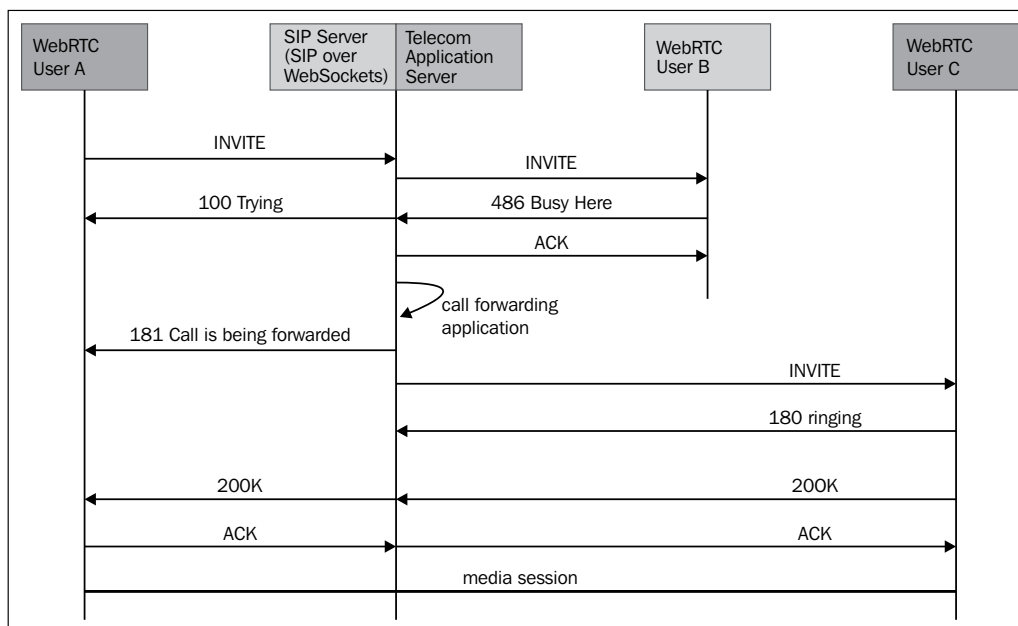 WebRTC
User A
SIP Server
(SIP over
WebSockets)
Telecom
Application
Server
WebRTC
User B
WebRTC
User C
INVITE
INVITE
100 Trying
486 Busy Here
ACK
call forwarding
application
181 Call is being forwarded
INVITE
180 ringing
200K
200K
ACK
ACK
media session